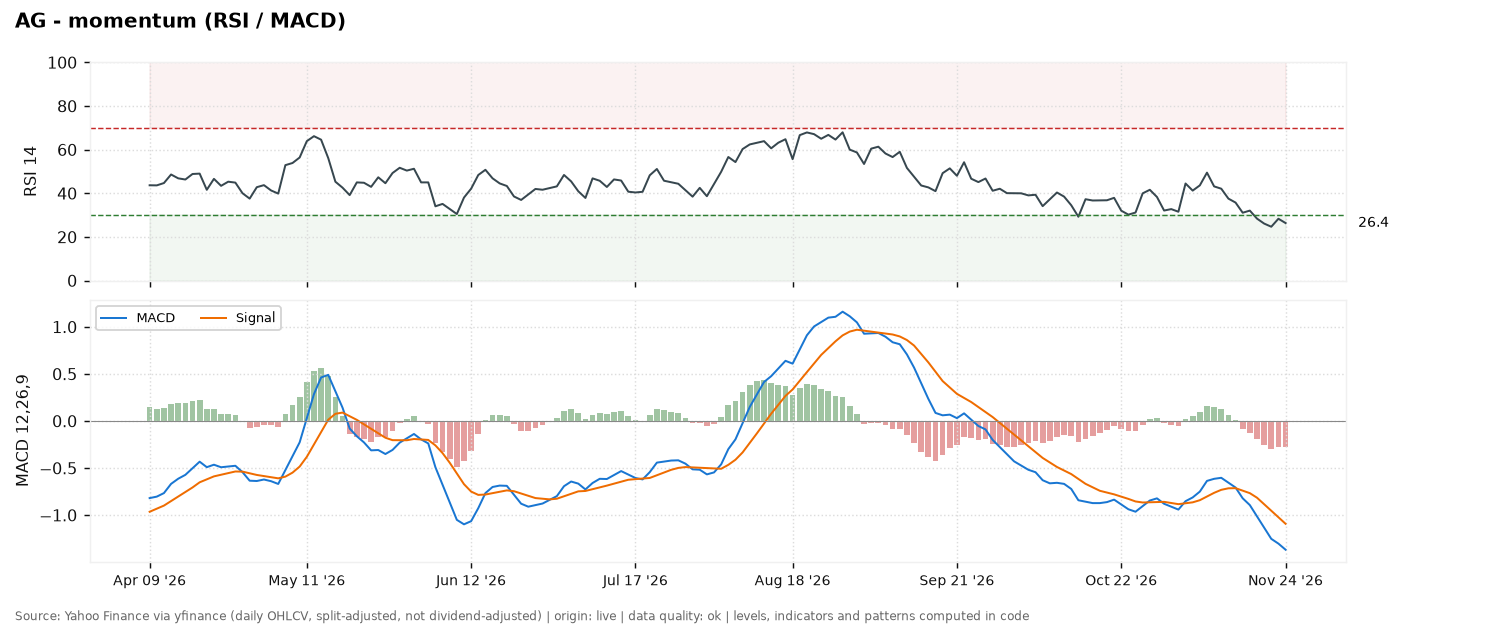 AG - momentum (RSI / MACD)
100
80
60
40
20
0
RSI 14
26.4
MACD
Signal
1.0
0.5
0.0
−0.5
−1.0
MACD 12,26,9
Apr 09 '26
May 11 '26
Jun 12 '26
Jul 17 '26
Aug 18 '26
Sep 21 '26
Oct 22 '26
Nov 24 '26
Source: Yahoo Finance via yfinance (daily OHLCV, split-adjusted, not dividend-adjusted) | origin: live | data quality: ok | levels, indicators and patterns computed in code